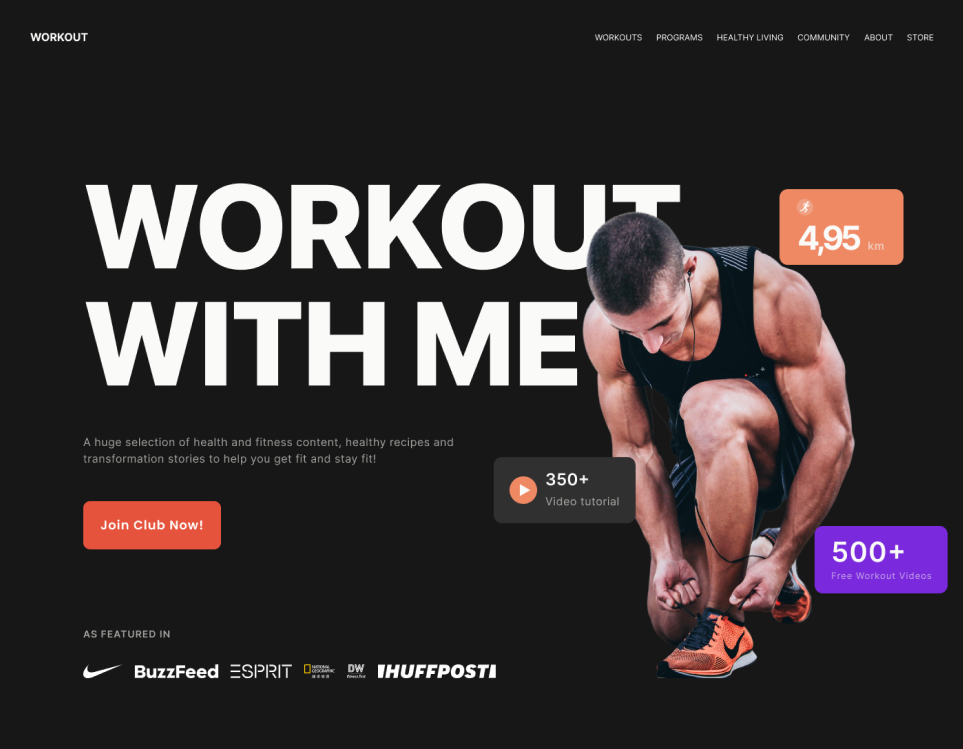 WORKOUT
WORKOUTS PROGRAMS HEALTHY LIVING COMMUNITY ABOUT STORE
WORKOUT
WITH ME
4,95 km
A huge selection of health and fitness content, healthy recipes and
transformation stories to help you get fit and stay fit!
350+
Video tutorial
Join Club Now!
500+
Free Workout Videos
AS FEATURED IN
BuzzFeed ESPRIT NATIONAL GEOGRAPHIC DW IHUFFPOSTI